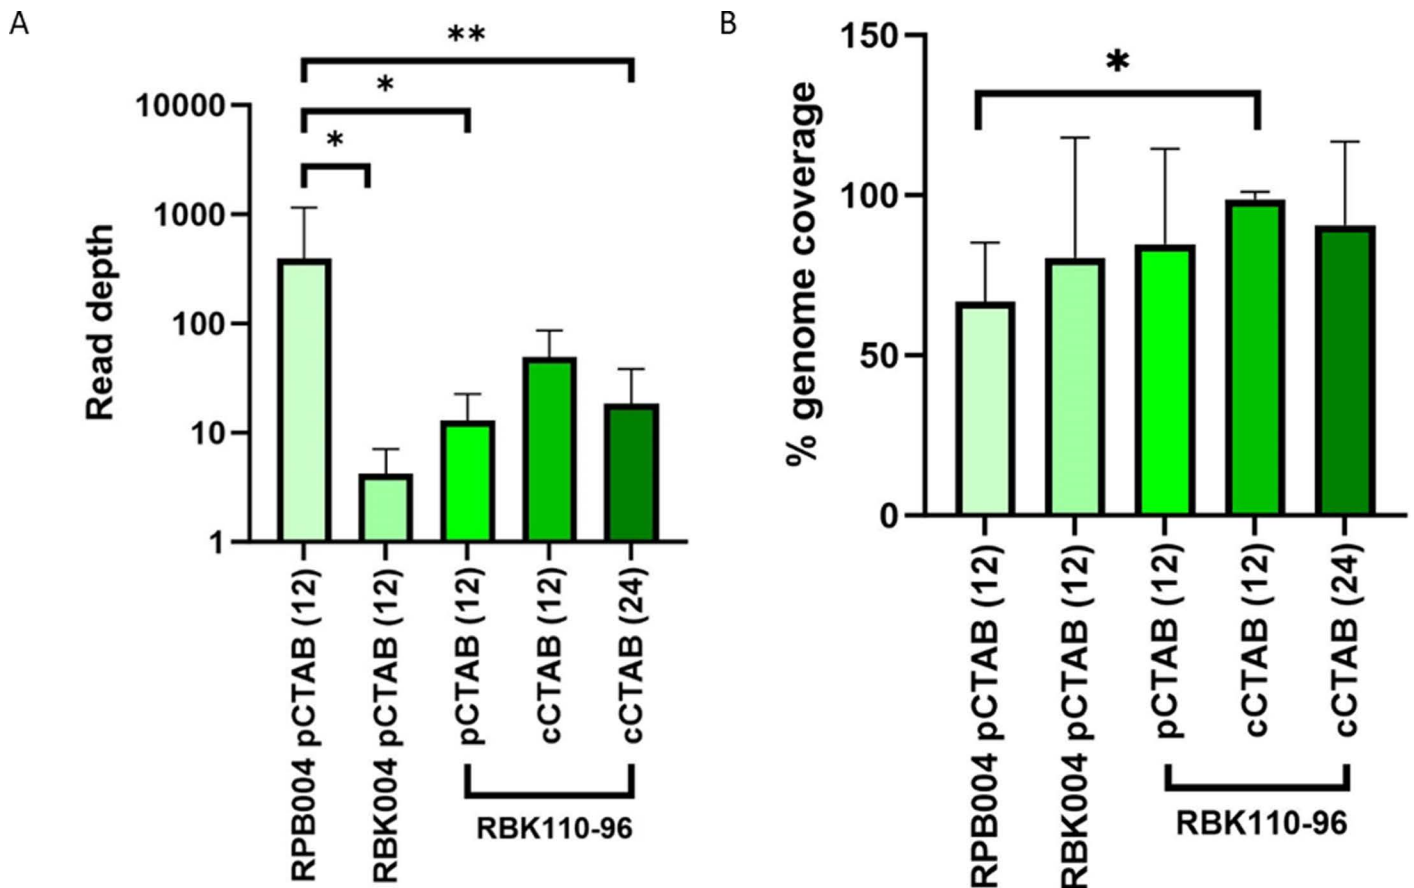 A
**
*
*
10000
1000
100
10
1
Read depth
RPB004 pCTAB (12)
RBK004 pCTAB (12)
pCTAB (12)
cCTAB (12)
cCTAB (24)
RBK110-96
B
*
150
100
50
0
% genome coverage
RPB004 pCTAB (12)
RBK004 pCTAB (12)
pCTAB (12)
cCTAB (12)
cCTAB (24)
RBK110-96